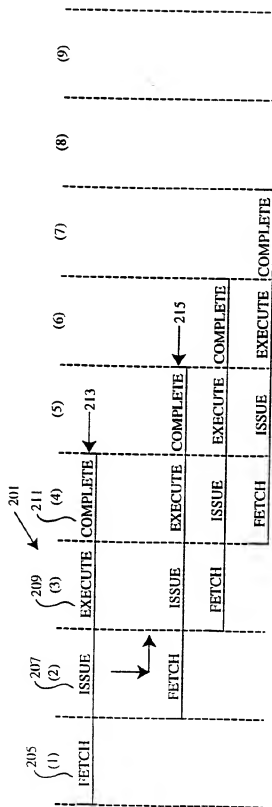 201
205 207 209 211
(1) (2) (3) (4) (5) (6) (7) (8) (9)
FETCH ISSUE EXECUTE COMPLETE
213
FETCH ISSUE EXECUTE COMPLETE
215
FETCH ISSUE EXECUTE COMPLETE
FETCH ISSUE EXECUTE COMPLETE